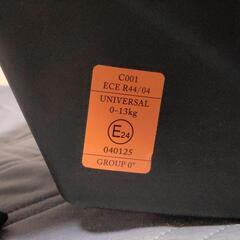 C001
ECE R44/04
UNIVERSAL
0-13kg
E24
040125
GROUP 0⁺